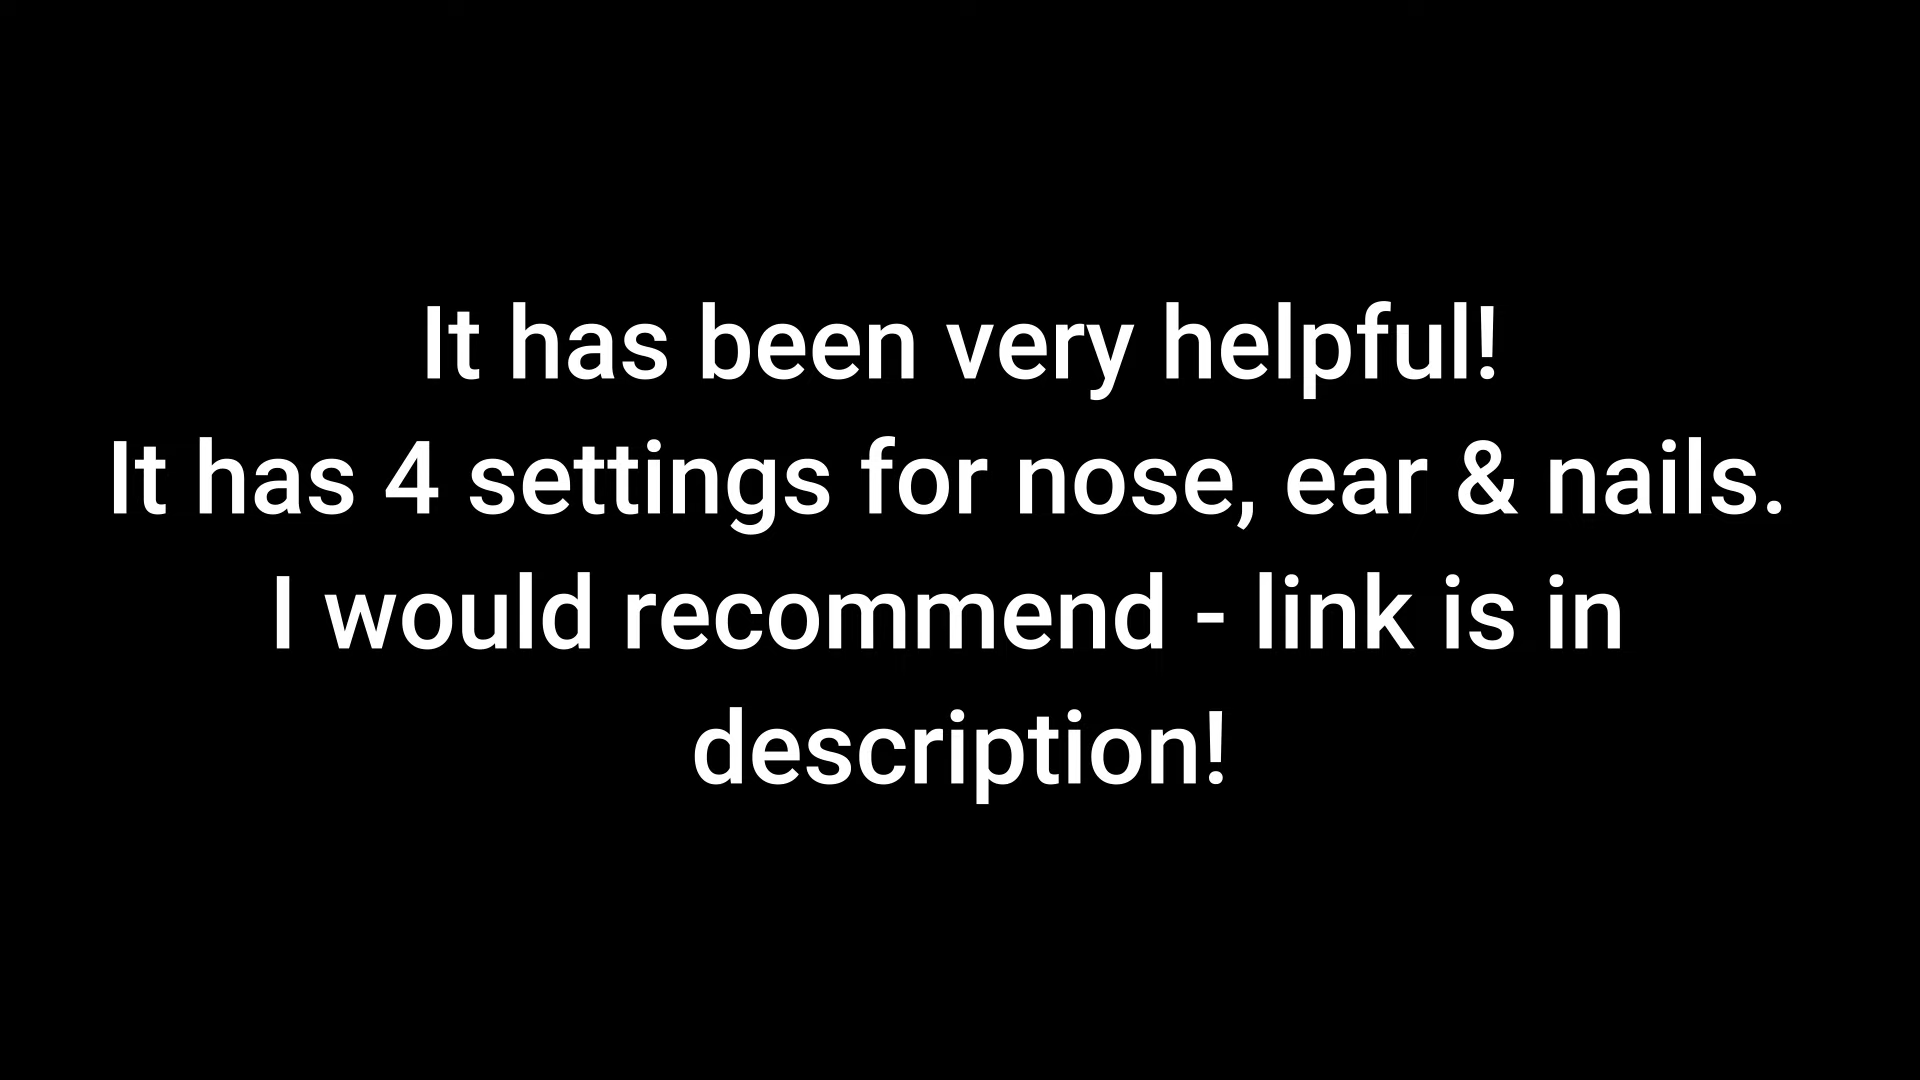 It has been very helpful!
It has 4 settings for nose, ear & nails.
I would recommend - link is in
description!